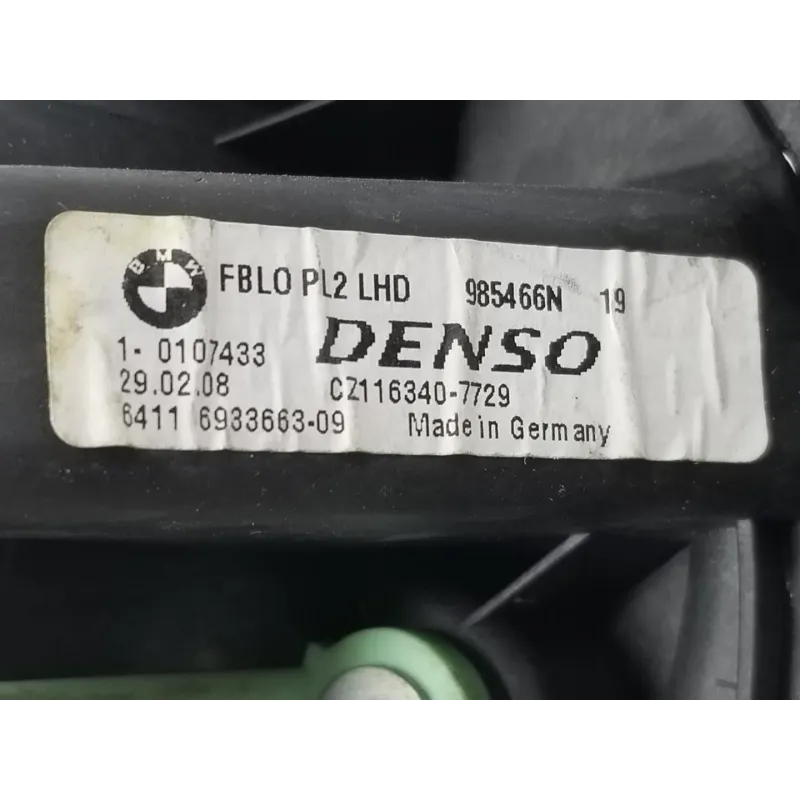 BMW FBLO PL2 LHD 985466N 19
1- 0107433 DENSO
29.02.08 CZ116340-7729
6411 6933663-09 Made in Germany